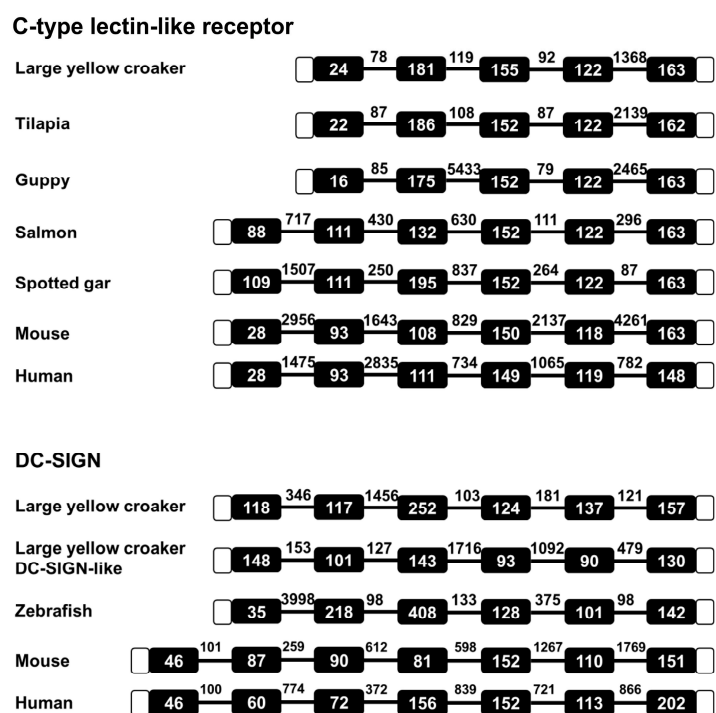 C-type lectin-like receptor
Large yellow croaker 24 78 181 119 155 92 122 1368 163
Tilapia 22 87 186 108 152 87 122 2139 162
Guppy 16 85 175 5433 152 79 122 2465 163
Salmon 88 717 111 430 132 630 152 111 122 296 163
Spotted gar 109 1507 111 250 195 837 152 264 122 87 163
Mouse 28 2956 93 1643 108 829 150 2137 118 4261 163
Human 28 1475 93 2835 111 734 149 1065 119 782 148
DC-SIGN
Large yellow croaker 118 346 117 1456 252 103 124 181 137 121 157
Large yellow croaker
DC-SIGN-like 148 153 101 127 143 1716 93 1092 90 479 130
Zebrafish 35 3998 218 98 408 133 128 375 101 98 142
Mouse 46 101 87 259 90 612 81 598 152 1267 110 1769 151
Human 46 100 60 774 72 372 156 839 152 721 113 866 202